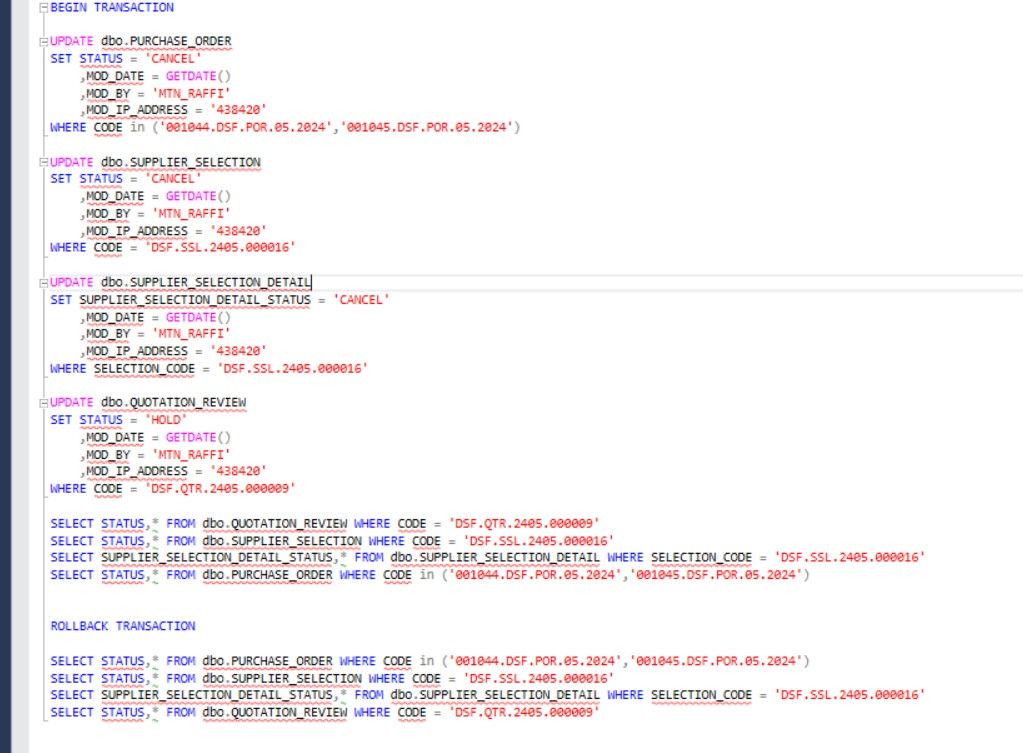 BEGIN TRANSACTION
UPDATE dbo.PURCHASE_ORDER
SET STATUS = 'CANCEL'
,MOD_DATE = GETDATE()
,MOD_BY = 'MTN_RAFFI'
,MOD_IP_ADDRESS = '438420'
WHERE CODE in ('001044.DSF.POR.05.2024','001045.DSF.POR.05.2024')
UPDATE dbo.SUPPLIER_SELECTION
SET STATUS = 'CANCEL'
,MOD_DATE = GETDATE()
,MOD_BY = 'MTN_RAFFI'
,MOD_IP_ADDRESS = '438420'
WHERE CODE = 'DSF.SSL.2405.000016'
UPDATE dbo.SUPPLIER_SELECTION_DETAIL
SET SUPPLIER_SELECTION_DETAIL_STATUS = 'CANCEL'
,MOD_DATE = GETDATE()
,MOD_BY = 'MTN_RAFFI'
,MOD_IP_ADDRESS = '438420'
WHERE SELECTION_CODE = 'DSF.SSL.2405.000016'
UPDATE dbo.QUOTATION_REVIEW
SET STATUS = 'HOLD'
,MOD_DATE = GETDATE()
,MOD_BY = 'MTN_RAFFI'
,MOD_IP_ADDRESS = '438420'
WHERE CODE = 'DSF.QTR.2405.000009'
SELECT STATUS,* FROM dbo.QUOTATION_REVIEW WHERE CODE = 'DSF.QTR.2405.000009'
SELECT STATUS,* FROM dbo.SUPPLIER_SELECTION WHERE CODE = 'DSF.SSL.2405.000016'
SELECT SUPPLIER_SELECTION_DETAIL_STATUS,* FROM dbo.SUPPLIER_SELECTION_DETAIL WHERE SELECTION_CODE = 'DSF.SSL.2405.000016'
SELECT STATUS,* FROM dbo.PURCHASE_ORDER WHERE CODE in ('001044.DSF.POR.05.2024','001045.DSF.POR.05.2024')
ROLLBACK TRANSACTION
SELECT STATUS,* FROM dbo.PURCHASE_ORDER WHERE CODE in ('001044.DSF.POR.05.2024','001045.DSF.POR.05.2024')
SELECT STATUS,* FROM dbo.SUPPLIER_SELECTION WHERE CODE = 'DSF.SSL.2405.000016'
SELECT SUPPLIER_SELECTION_DETAIL_STATUS,* FROM dbo.SUPPLIER_SELECTION_DETAIL WHERE SELECTION_CODE = 'DSF.SSL.2405.000016'
SELECT STATUS,* FROM dbo.QUOTATION_REVIEW WHERE CODE = 'DSF.QTR.2405.000009'